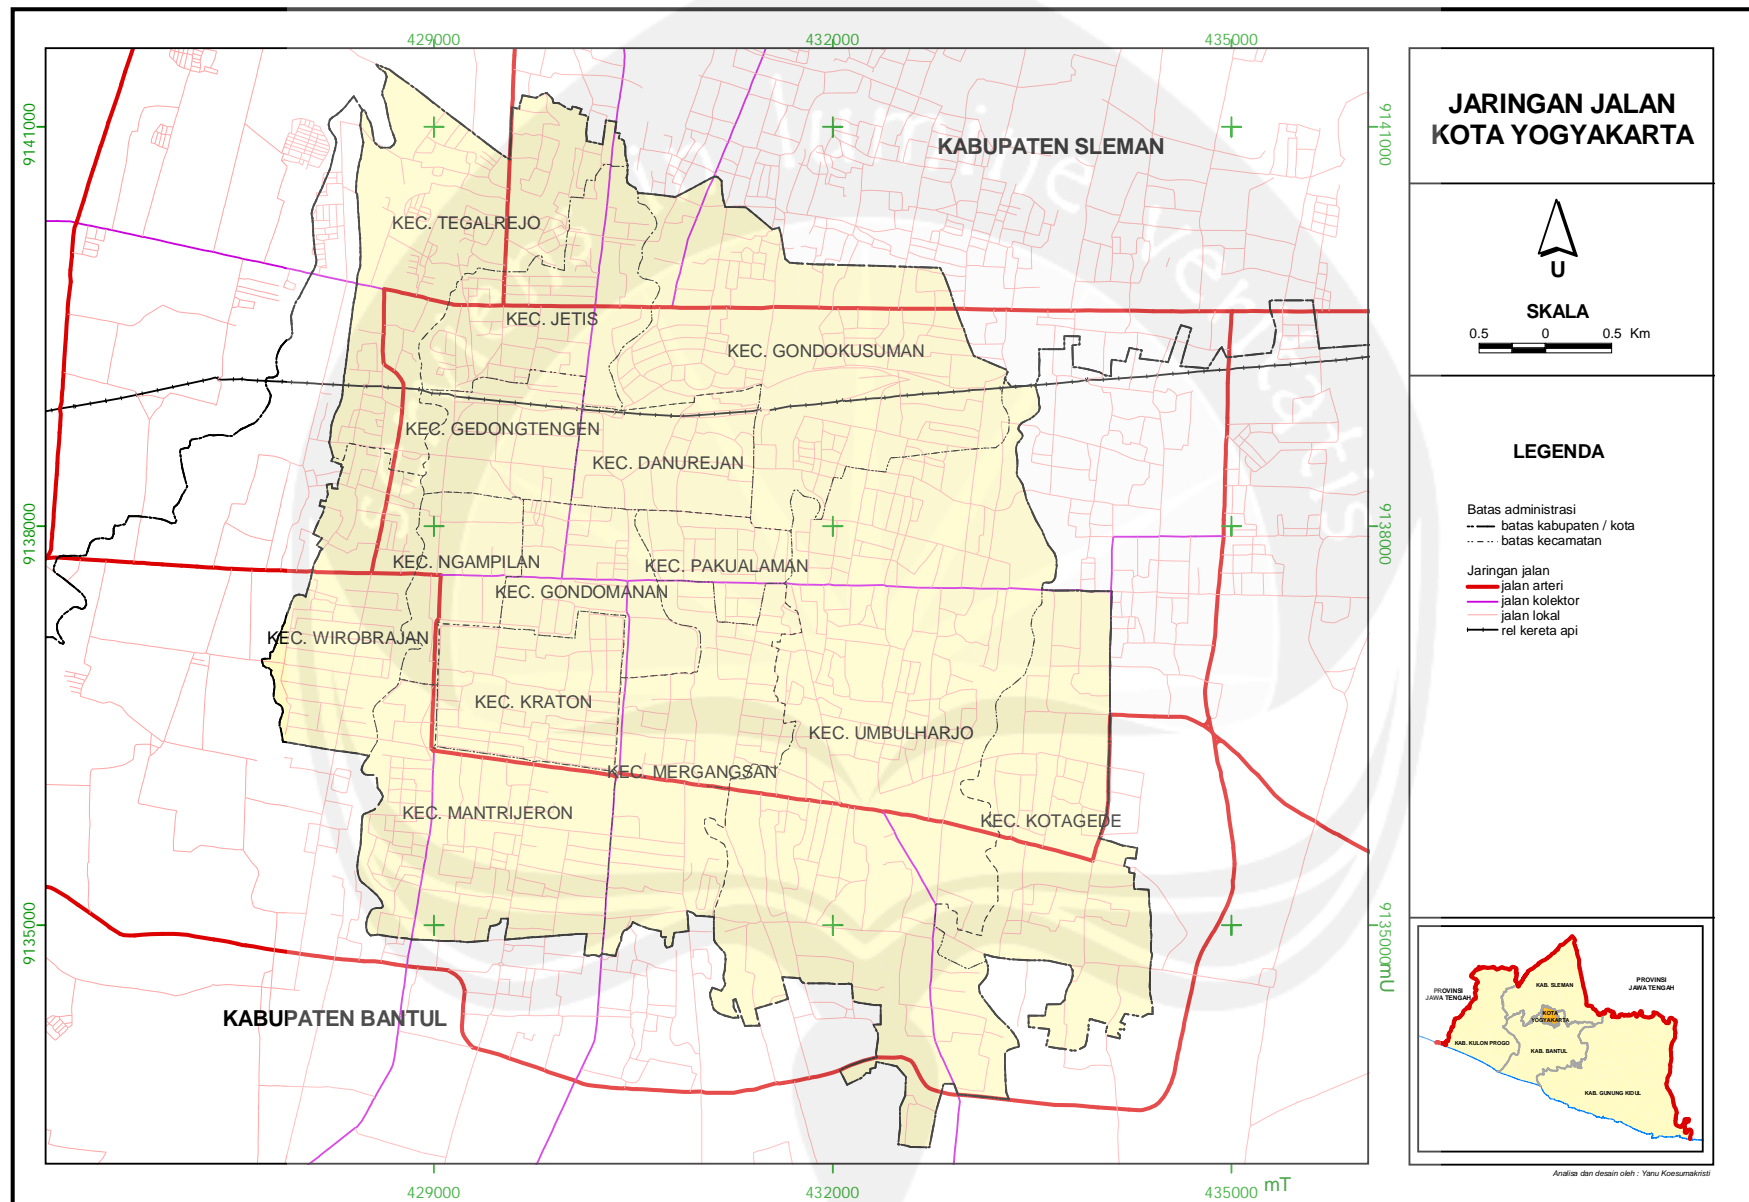 429000
432000
435000
9141000
9138000
9135000
9141000
9138000
9135000
mU
429000
432000
435000
mT
KABUPATEN SLEMAN
KEC. TEGALREJO
KEC. JETIS
KEC. GONDOKUSUMAN
KEC. GEDONGTENGEN
KEC. DANUREJAN
KEC. NGAMPILAN
KEC. PAKUALAMAN
KEC. GONDOMANAN
KEC. WIROBRAJAN
KEC. KRATON
KEC. UMBULHARJO
KEC. MERGANGSAN
KEC. MANTRIJERON
KEC. KOTAGEDE
KABUPATEN BANTUL
lumine veritatis
JARINGAN JALAN
KOTA YOGYAKARTA
U
SKALA
0.5 0 0.5 Km
LEGENDA
Batas administrasi
batas kabupaten / kota
batas kecamatan
Jaringan jalan
jalan arteri
jalan kolektor
jalan lokal
rel kereta api
PROVINSI
JAWA TENGAH
KAB. SLEMAN
PROVINSI
JAWA TENGAH
KOTA
YOGYAKARTA
KAB. KULON PROGO
KAB. BANTUL
KAB. GUNUNG KIDUL
Analisa dan desain oleh : Yanu Koesumakristi